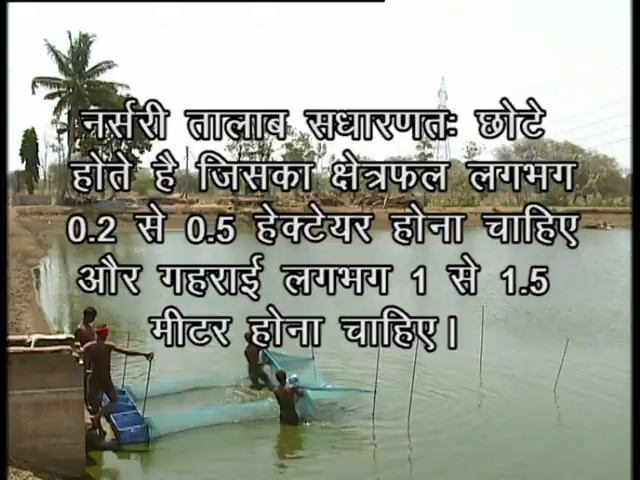 नर्सरी तालाब सधारणतः छोटे
होते है जिसका क्षेत्रफल लगभग
0.2 से 0.5 हेक्टेयर होना चाहिए
और गहराई लगभग 1 से 1.5
मीटर होना चाहिए।